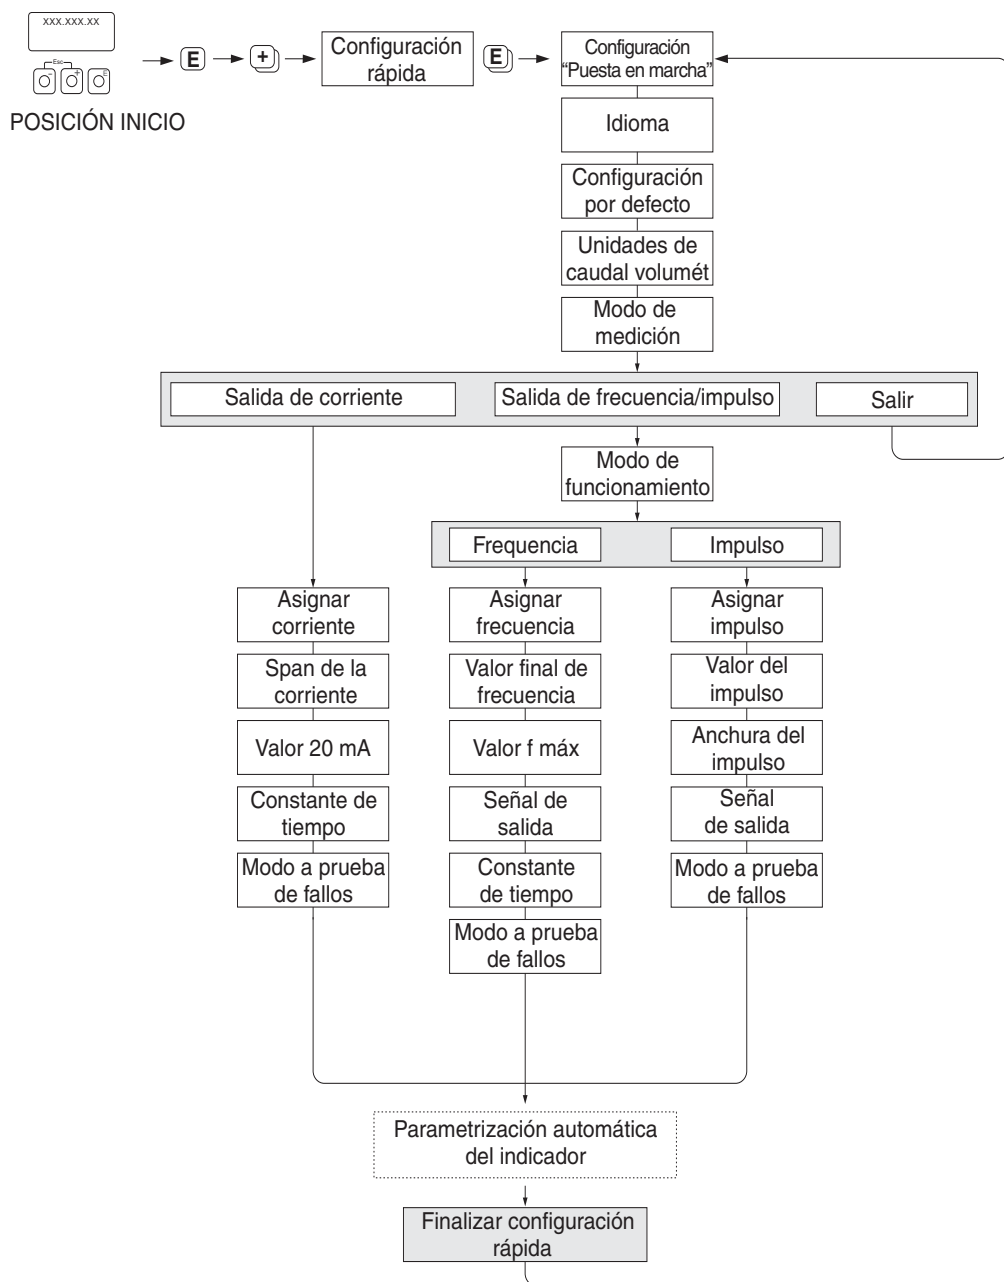 xxx.xxx.xx
Esc
-
+
E
POSICIÓN INICIO
E
+
Configuración
rápida
E
Configuración
“Puesta en marcha”
Idioma
Configuración
por defecto
Unidades de
caudal volumét
Modo de
medición
Salida de corriente
Salida de frecuencia/impulso
Salir
Modo de
funcionamiento
Frequencia
Impulso
Asignar
corriente
Span de la
corriente
Valor 20 mA
Constante de
tiempo
Modo a prueba
de fallos
Asignar
frecuencia
Valor final de
frecuencia
Valor f máx
Señal de
salida
Constante
de tiempo
Modo a prueba
de fallos
Asignar
impulso
Valor del
impulso
Anchura del
impulso
Señal
de salida
Modo a prueba
de fallos
Parametrización automática
del indicador
Finalizar configuración
rápida